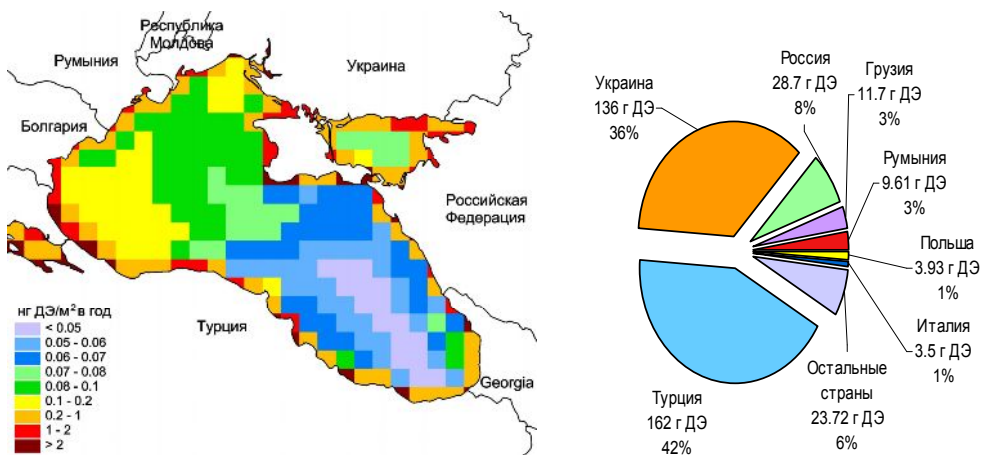 Республика
Молдова
Румыния
Украина
Болгария
Российская
Федерация
Турция
Georgia
нг ДЭ/м² в год
< 0.05
0.05 - 0.06
0.06 - 0.07
0.07 - 0.08
0.08 - 0.1
0.1 - 0.2
0.2 - 1
1 - 2
> 2
Украина
136 г ДЭ
36%
Россия
28.7 г ДЭ
8%
Грузия
11.7 г ДЭ
3%
Румыния
9.61 г ДЭ
3%
Польша
3.93 г ДЭ
1%
Италия
3.5 г ДЭ
1%
Остальные
страны
23.72 г ДЭ
6%
Турция
162 г ДЭ
42%